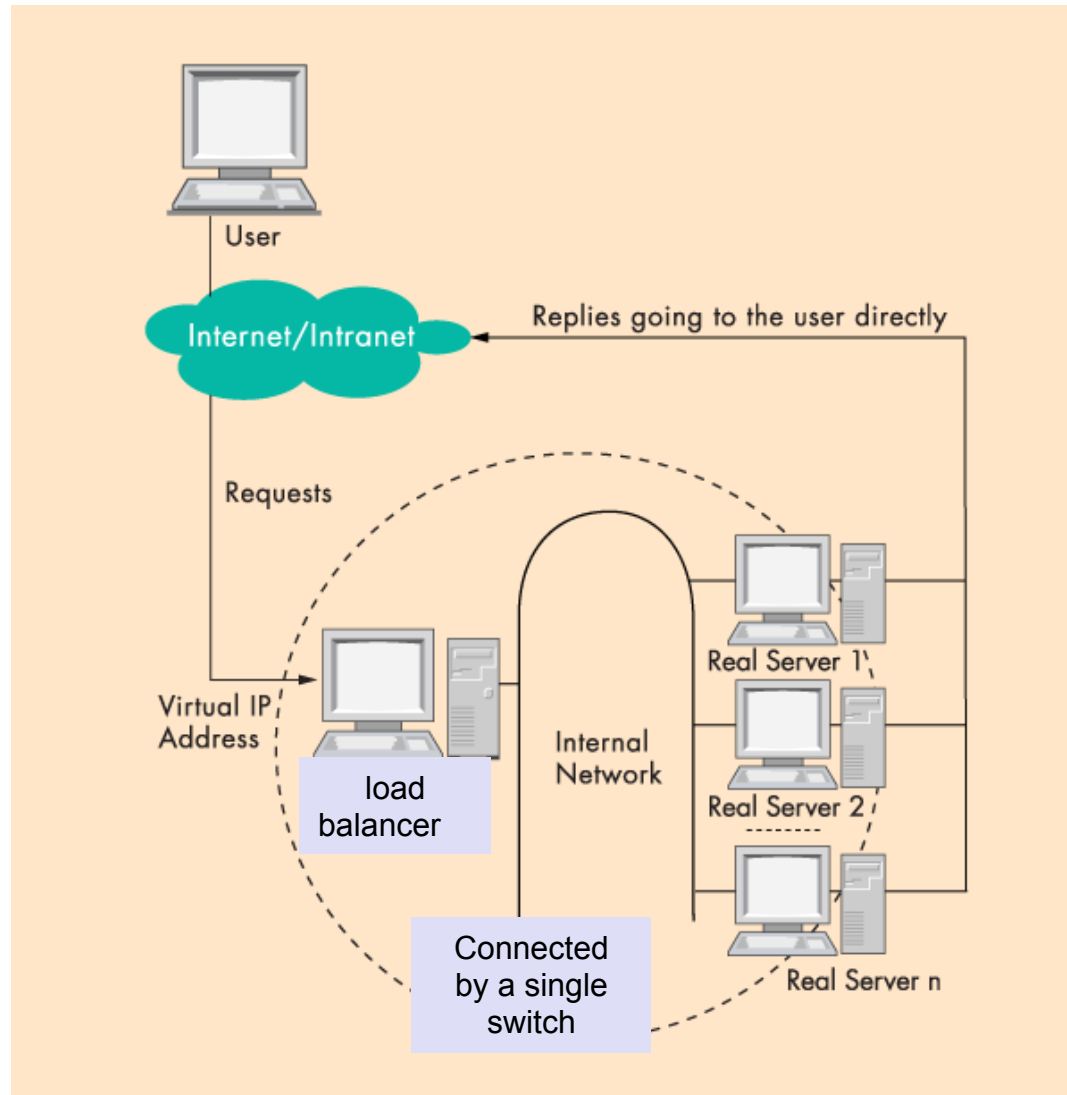 User
Internet/Intranet
Replies going to the user directly
Requests
Virtual IP
Address
load
balancer
Internal
Network
Real Server 1
Real Server 2
Real Server n
Connected
by a single
switch